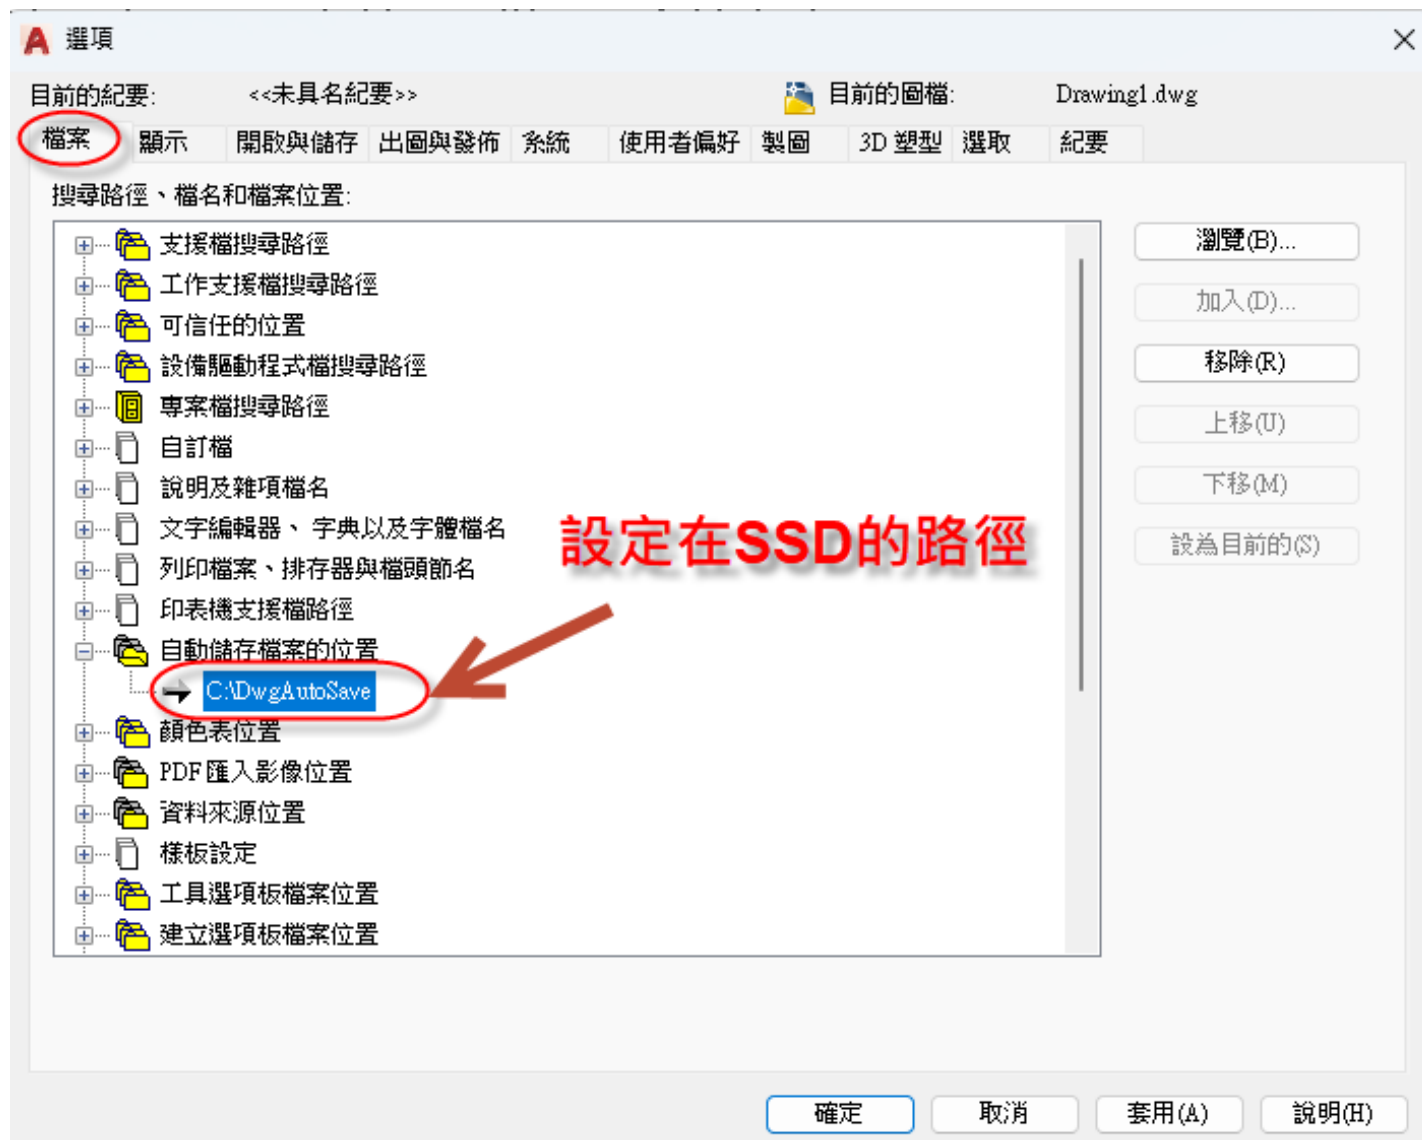 選項
目前的紀要: <<未具名紀要>> 目前的圖檔: Drawing1.dwg
檔案 顯示 開啟與儲存 出圖與發佈 系統 使用者偏好 製圖 3D 塑型 選取 紀要
搜尋路徑、檔名和檔案位置:
支援檔搜尋路徑
工作支援檔搜尋路徑
可信任的位置
設備驅動程式檔搜尋路徑
專案檔搜尋路徑
自訂檔
說明及雜項檔名
文字編輯器、 字典以及字體檔名
列印檔案、排存器與檔頭節名
印表機支援檔路徑
自動儲存檔案的位置
C:\DwgAutoSave
顏色表位置
PDF 匯入影像位置
資料來源位置
樣板設定
工具選項板檔案位置
建立選項板檔案位置
設定在SSD的路徑
瀏覽(B)...
加入(D)...
移除(R)
上移(U)
下移(M)
設為目前的(S)
確定 取消 套用(A) 說明(H)